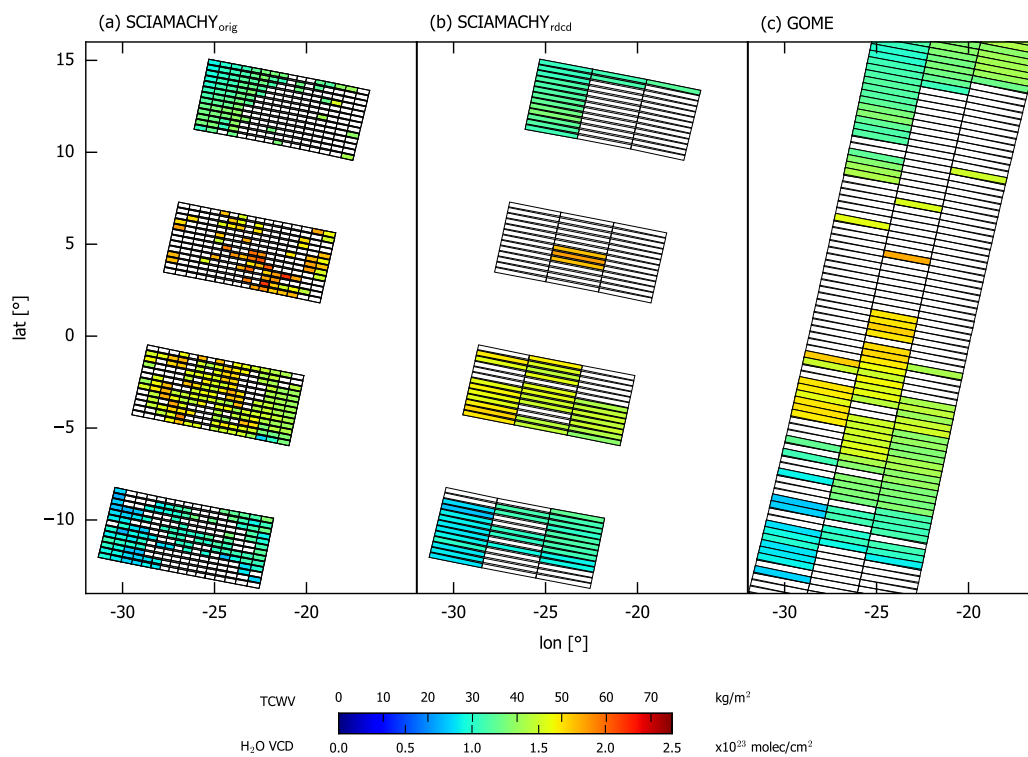 (a) SCIAMACHY_orig (b) SCIAMACHY_rdcd (c) GOME
15
10
5
0
−5
−10
lat [°]
-30 -25 -20 -30 -25 -20 -30 -25 -20
lon [°]
TCWV 0 10 20 30 40 50 60 70 kg/m²
H₂O VCD 0.0 0.5 1.0 1.5 2.0 2.5 x10²³ molec/cm²